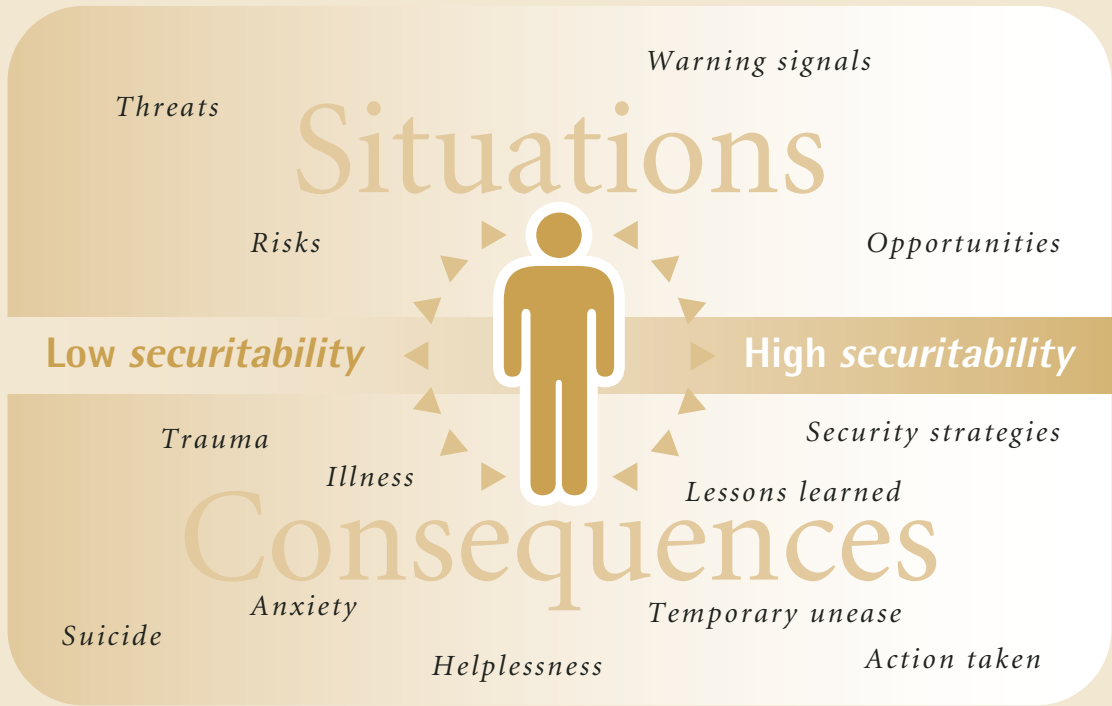 Warning signals
Threats
Situations
Risks
Opportunities
Low securitability
High securitability
Trauma
Security strategies
Illness
Lessons learned
Consequences
Anxiety
Temporary unease
Suicide
Helplessness
Action taken